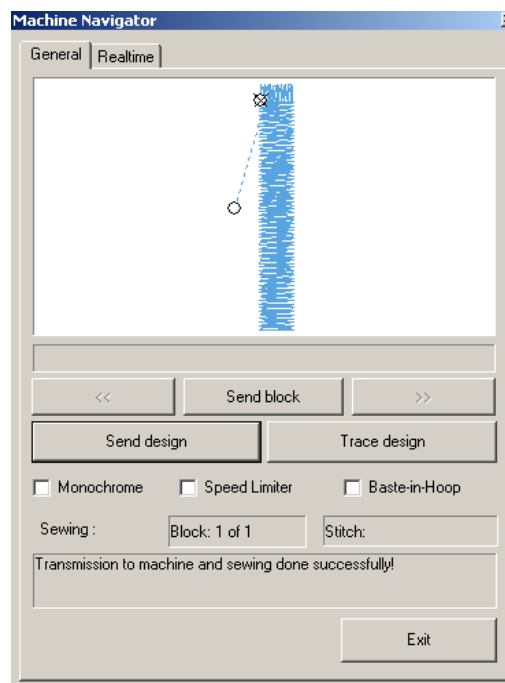 Machine Navigator
General Realtime
<< Send block >>
Send design Trace design
Monochrome Speed Limiter Baste-in-Hoop
Sewing : Block: 1 of 1 Stitch:
Transmission to machine and sewing done successfully!
Exit